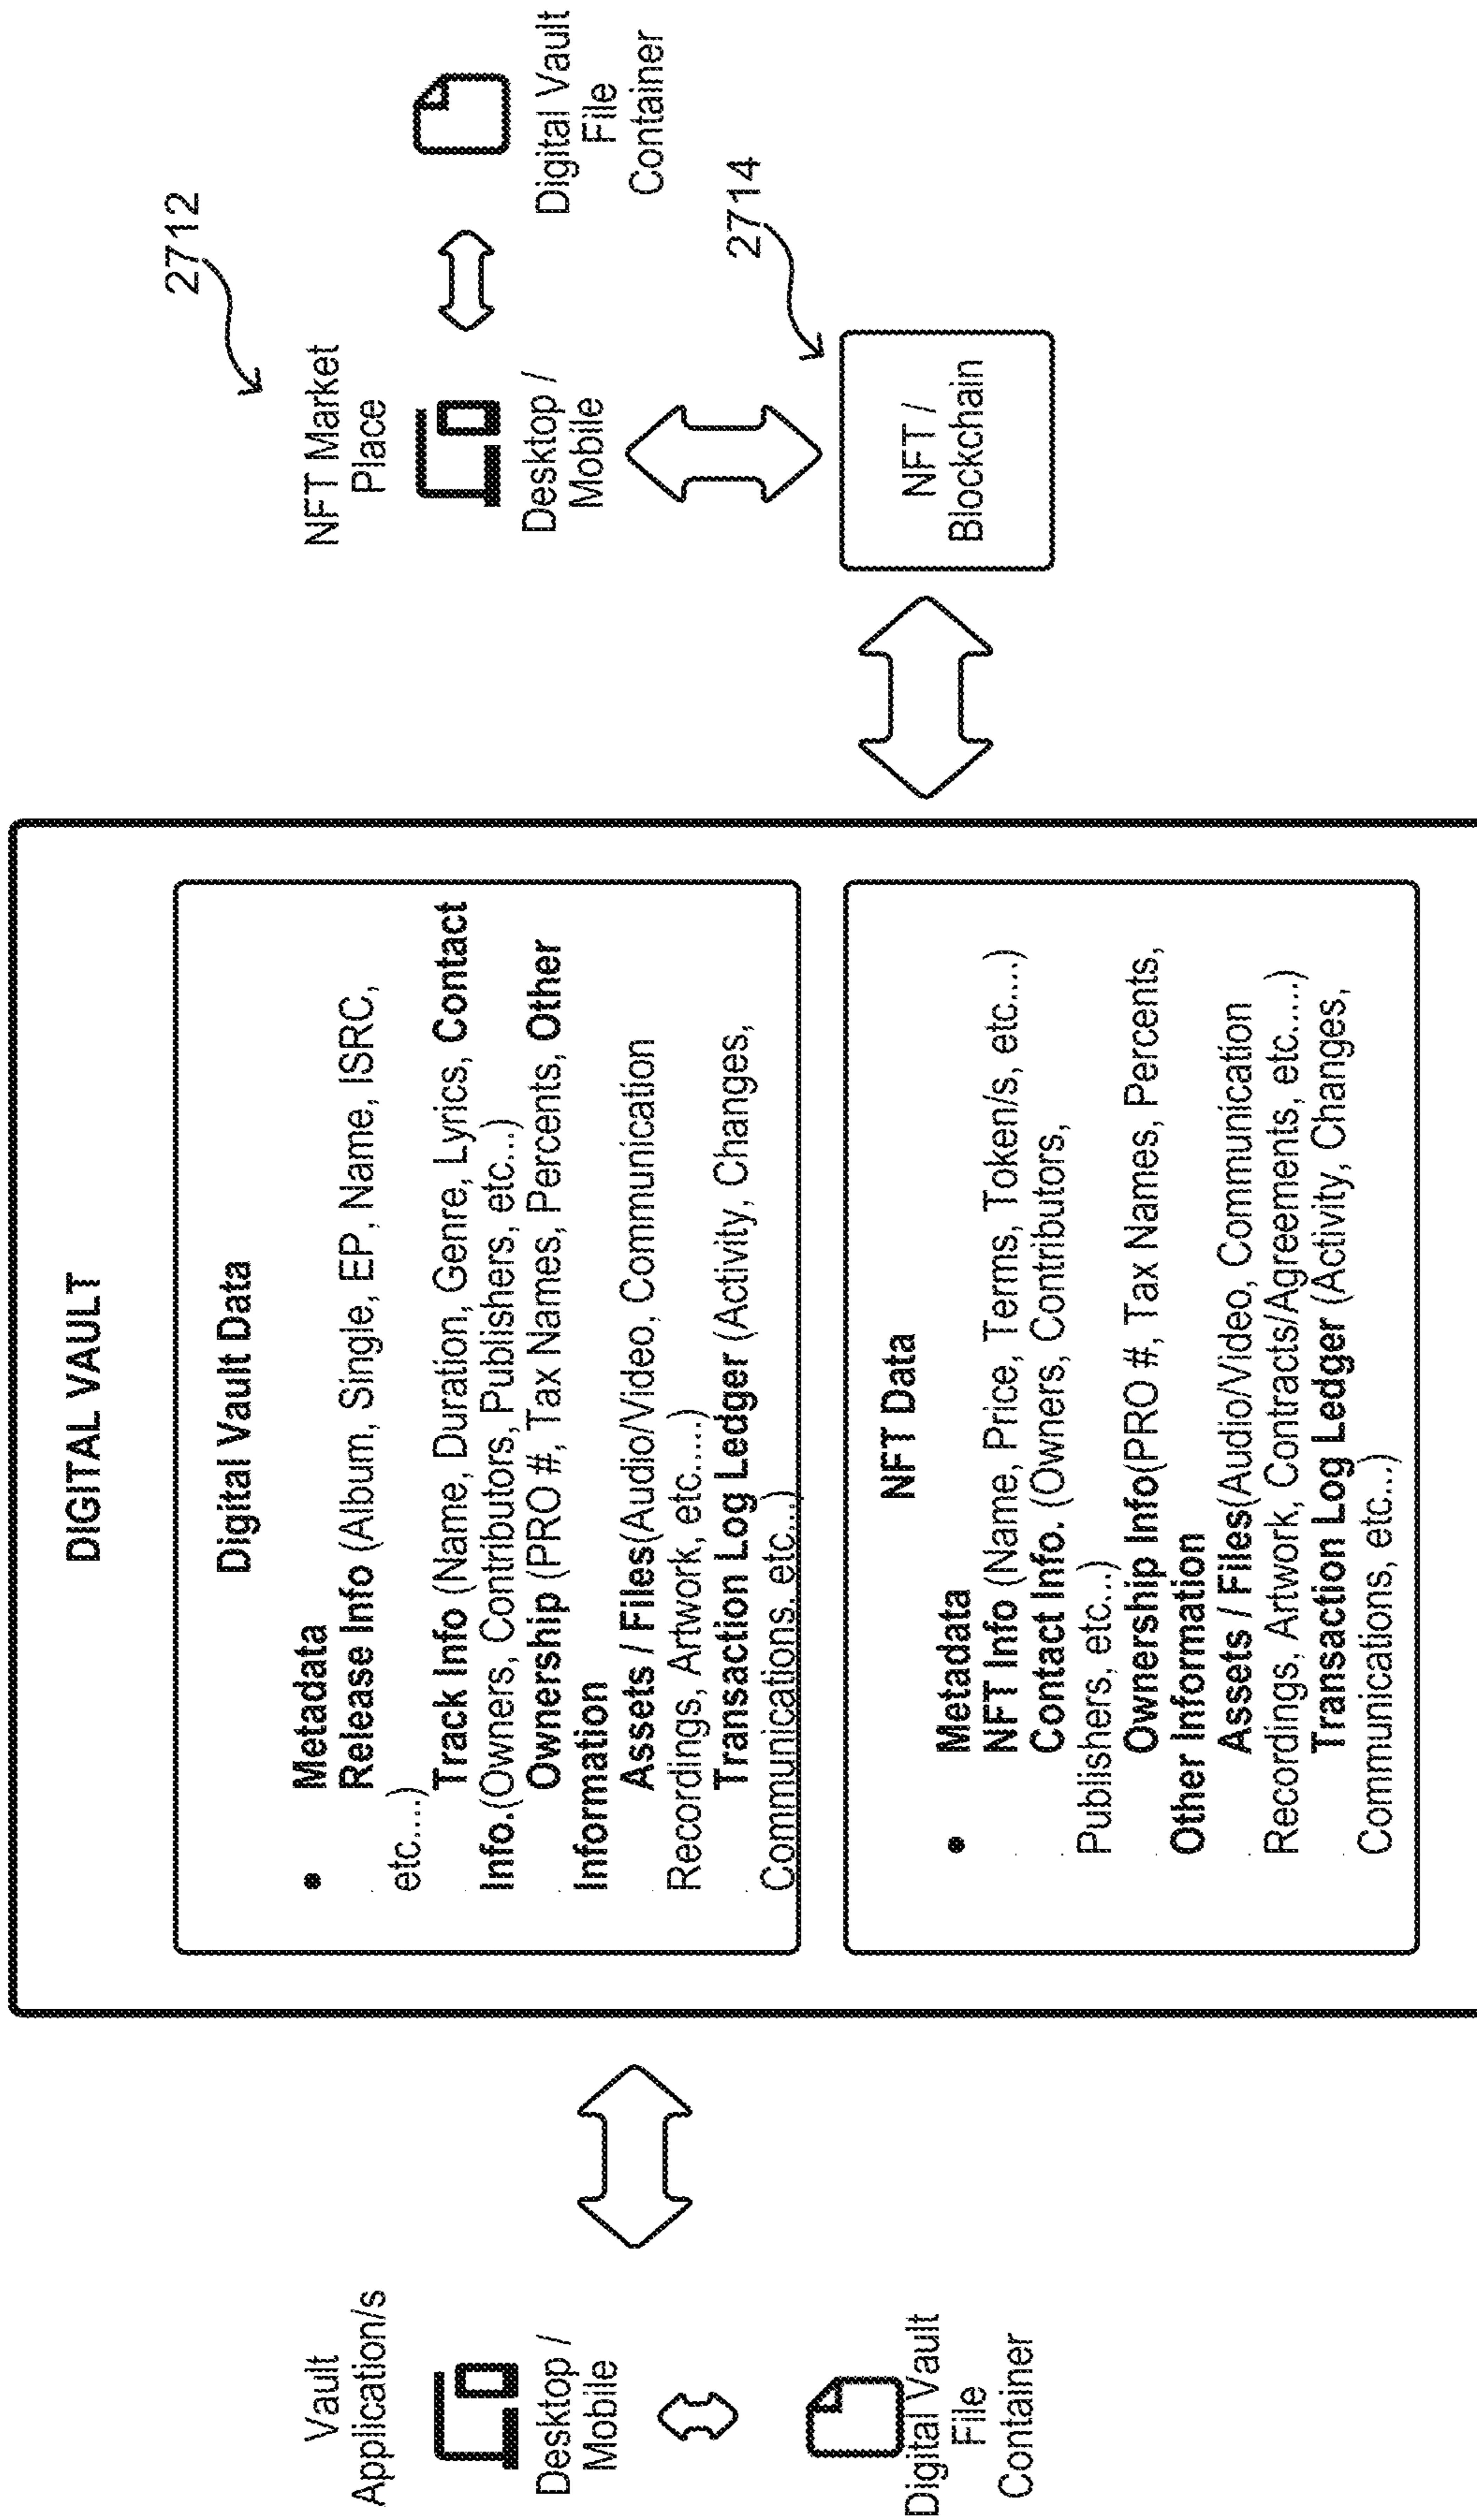 DIGITAL VAULT
Vault
Application/s
Desktop /
Mobile
Digital Vault
File
Container
Digital Vault Data
• Metadata
Release Info (Album, Single, EP, Name, ISRC,
etc....)
Track Info (Name, Duration, Genre, Lyrics, Contact
Info.(Owners, Contributors, Publishers, etc...)
Ownership (PRO #, Tax Names, Percents, Other
Information
Assets / Files(Audio/Video, Communication
Recordings, Artwork, etc.....)
Transaction Log Ledger (Activity, Changes,
Communications. etc...)
NFT Data
• Metadata
NFT Info (Name, Price, Terms, Token/s, etc....)
Contact Info. (Owners, Contributors,
Publishers, etc...)
Ownership Info(PRO #, Tax Names, Percents,
Other Information
Assets / Files(Audio/Video, Communication
Recordings, Artwork, Contracts/Agreements, etc.....)
Transaction Log Ledger (Activity, Changes,
Communications, etc...)
2712
NFT Market
Place
Desktop /
Mobile
Digital Vault
File
Container
2714
NFT /
Blockchain